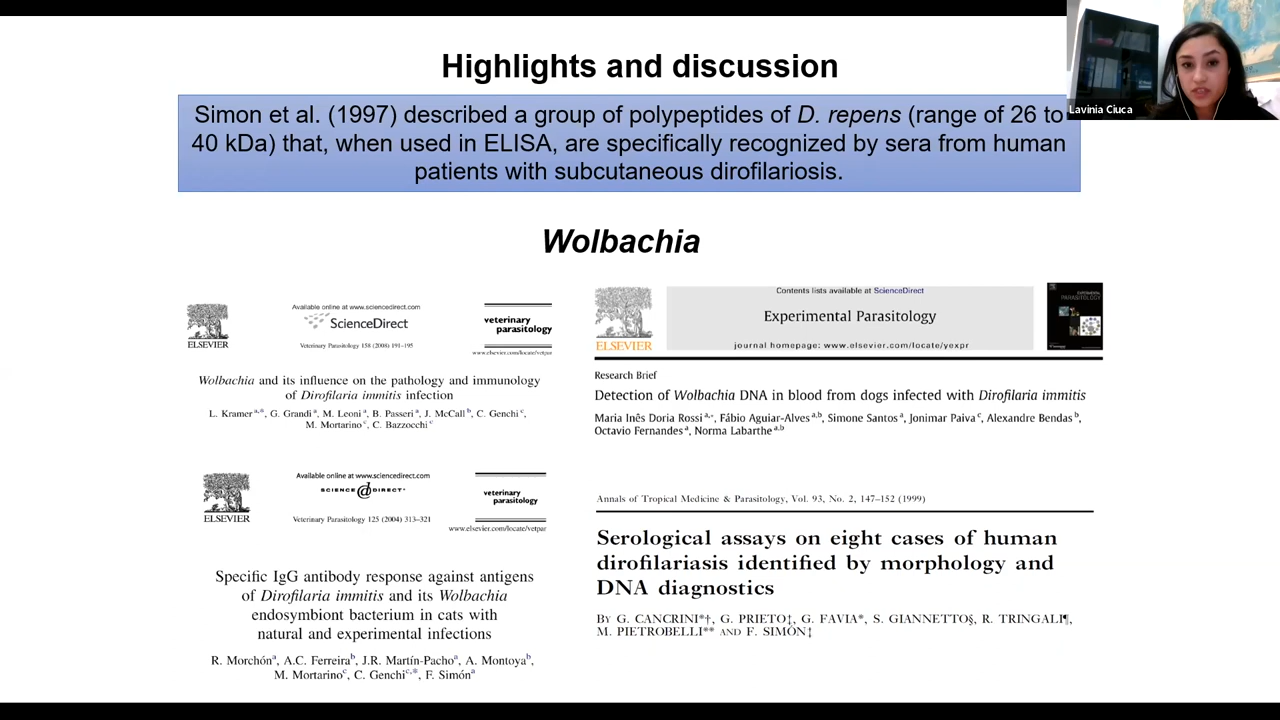 Highlights and discussion
Lavinia Ciuca
Simon et al. (1997) described a group of polypeptides of D. repens (range of 26 to
40 kDa) that, when used in ELISA, are specifically recognized by sera from human
patients with subcutaneous dirofilariosis.
Wolbachia
ELSEVIER
Available online at www.sciencedirect.com
ScienceDirect
Veterinary Parasitology 158 (2008) 191–195
veterinary
parasitology
www.elsevier.com/locate/vetpar
Wolbachia and its influence on the pathology and immunology
of Dirofilaria immitis infection
L. Kramer a,*, G. Grandi a, M. Leoni a, B. Passeri a, J. McCall b, C. Genchi c,
M. Mortarino c, C. Bazzocchi c
ELSEVIER
Contents lists available at ScienceDirect
Experimental Parasitology
journal homepage: www.elsevier.com/locate/yexpr
Research Brief
Detection of Wolbachia DNA in blood from dogs infected with Dirofilaria immitis
Maria Inês Doria Rossi a,*, Fábio Aguiar-Alves a,b, Simone Santos a, Jonimar Paiva c, Alexandre Bendas b,
Octavio Fernandes a, Norma Labarthe a,b
ELSEVIER
Available online at www.sciencedirect.com
SCIENCE @ DIRECT®
Veterinary Parasitology 125 (2004) 313–321
veterinary
parasitology
www.elsevier.com/locate/vetpar
Specific IgG antibody response against antigens
of Dirofilaria immitis and its Wolbachia
endosymbiont bacterium in cats with
natural and experimental infections
R. Morchón a, A.C. Ferreira b, J.R. Martín-Pacho a, A. Montoya b,
M. Mortarino c, C. Genchi c,*, F. Simón a
Annals of Tropical Medicine & Parasitology, Vol. 93, No. 2, 147–152 (1999)
Serological assays on eight cases of human
dirofilariasis identified by morphology and
DNA diagnostics
BY G. CANCRINI*†, G. PRIETO‡, G. FAVIA*, S. GIANNETTO§, R. TRINGALI¶,
M. PIETROBELLI** AND F. SIMÓN‡